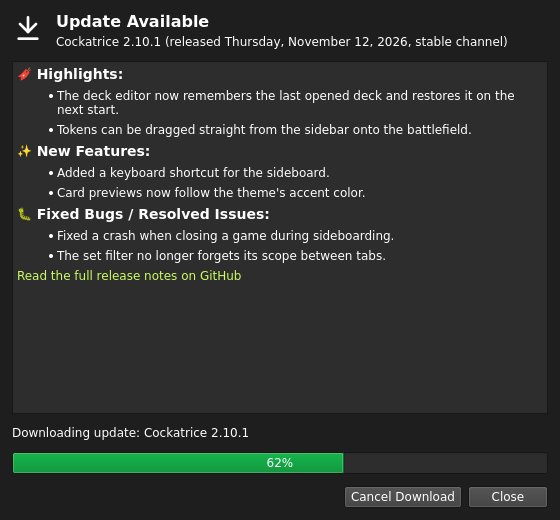 Update Available
Cockatrice 2.10.1 (released Thursday, November 12, 2026, stable channel)
Highlights:
• The deck editor now remembers the last opened deck and restores it on the
next start.
• Tokens can be dragged straight from the sidebar onto the battlefield.
New Features:
• Added a keyboard shortcut for the sideboard.
• Card previews now follow the theme's accent color.
Fixed Bugs / Resolved Issues:
• Fixed a crash when closing a game during sideboarding.
• The set filter no longer forgets its scope between tabs.
Read the full release notes on GitHub
Downloading update: Cockatrice 2.10.1
62%
Cancel Download Close